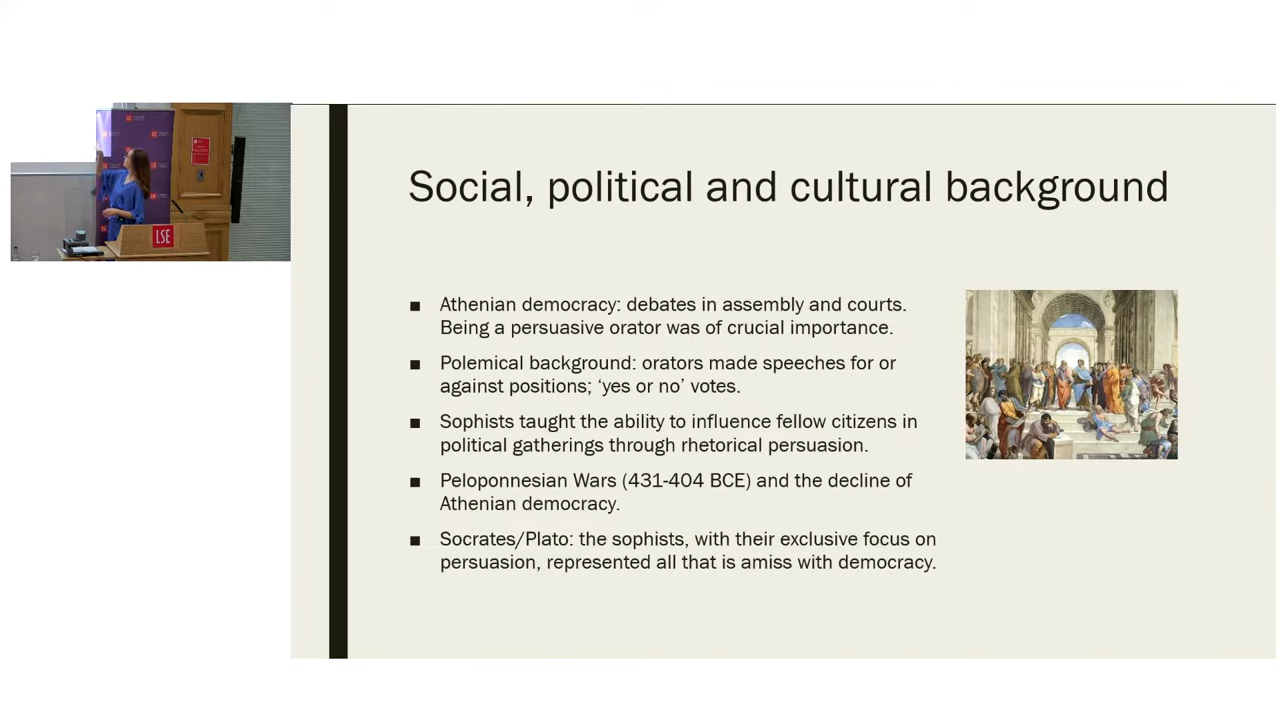 Social, political and cultural background
■ Athenian democracy: debates in assembly and courts.
Being a persuasive orator was of crucial importance.
■ Polemical background: orators made speeches for or
against positions; ‘yes or no’ votes.
■ Sophists taught the ability to influence fellow citizens in
political gatherings through rhetorical persuasion.
■ Peloponnesian Wars (431-404 BCE) and the decline of
Athenian democracy.
■ Socrates/Plato: the sophists, with their exclusive focus on
persuasion, represented all that is amiss with democracy.
LSE